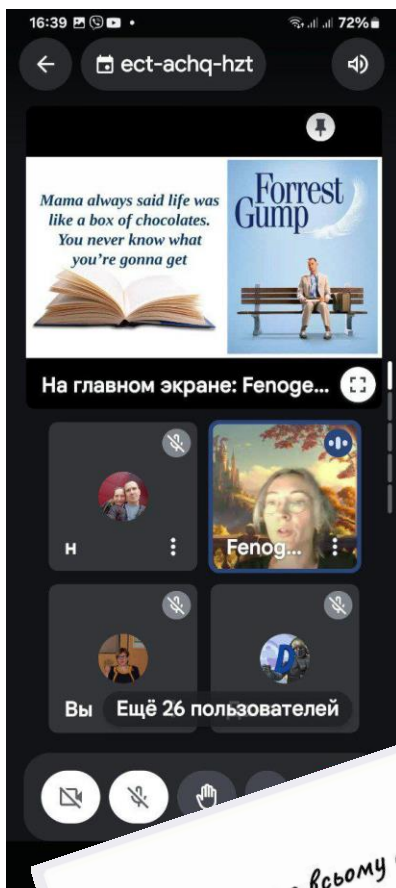 16:39
72%
ect-achq-hzt
Mama always said life was
like a box of chocolates.
You never know what
you're gonna get
Forrest
Gump
На главном экране: Fenoge...
н
Fenog...
Вы
Ещё 26 пользователей
всьому